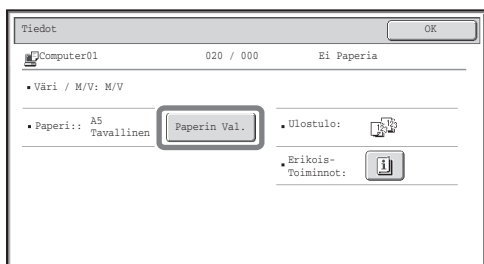 Tiedot OK
Computer01 020 / 000 Ei Paperia
▪ Väri / M/V: M/V
▪ Paperi:: A5 Tavallinen Paperin Val. ▪ Ulostulo:
▪ Erikois-
Toiminnot: